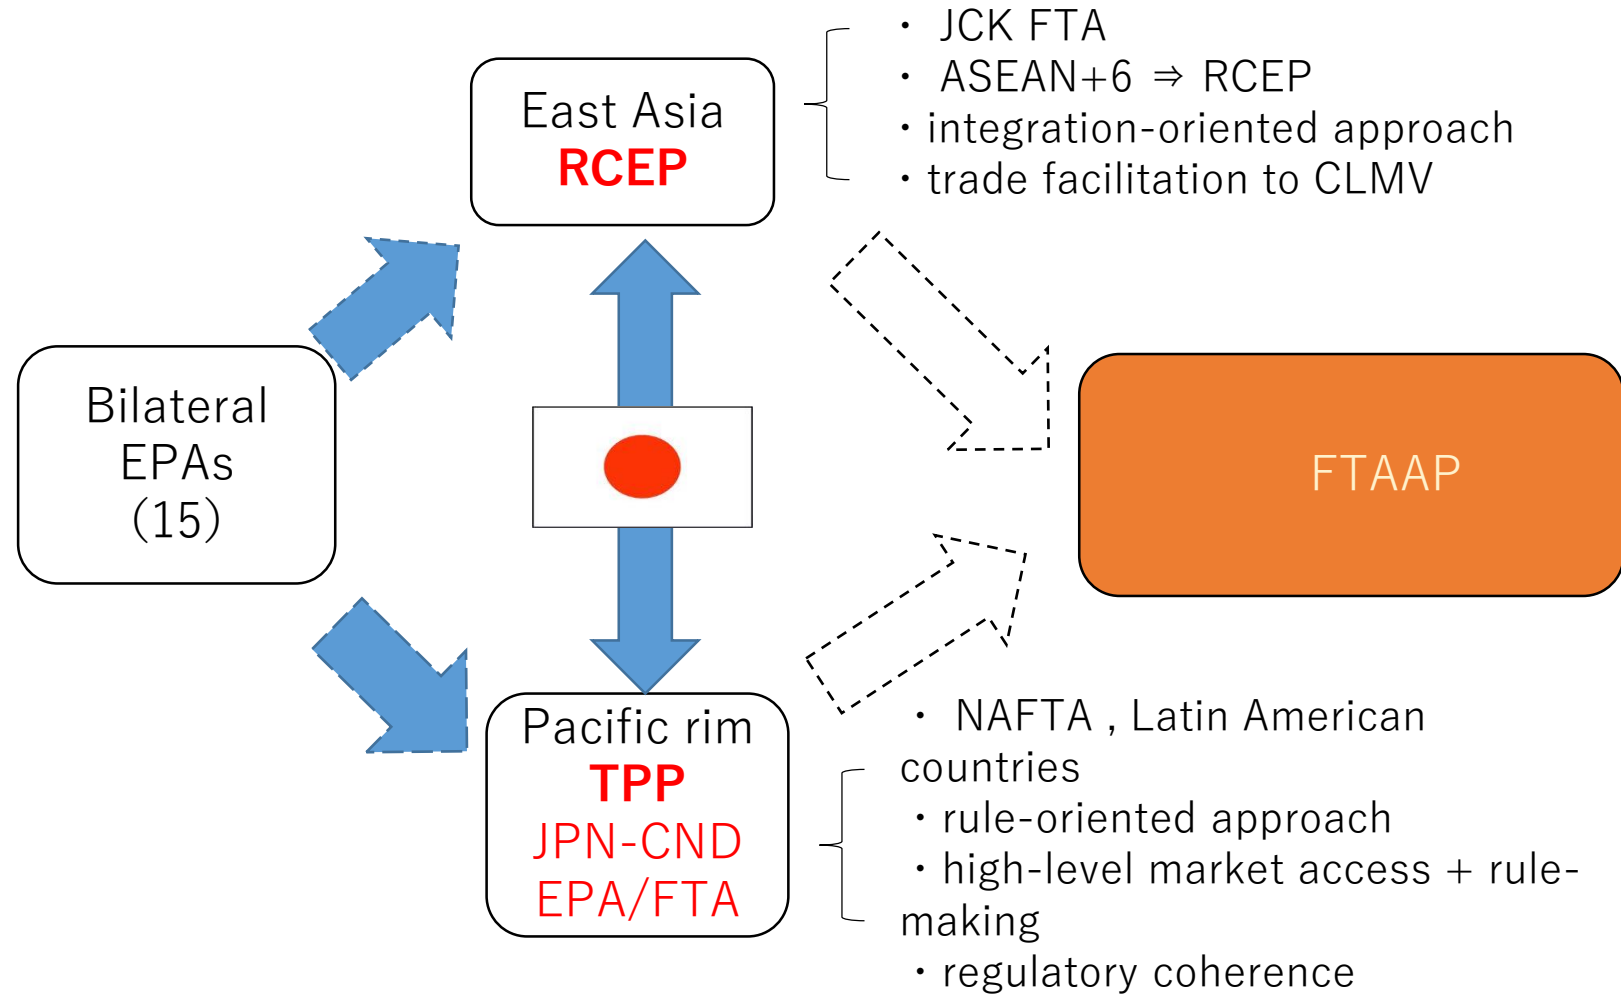 ・ JCK FTA
・ ASEAN+6 ⇒ RCEP
・integration-oriented approach
・trade facilitation to CLMV
East Asia
RCEP
Bilateral
EPAs
(15)
FTAAP
Pacific rim
TPP
JPN-CND
EPA/FTA
・ NAFTA , Latin American
countries
・rule-oriented approach
・high-level market access + rule-
making
・regulatory coherence